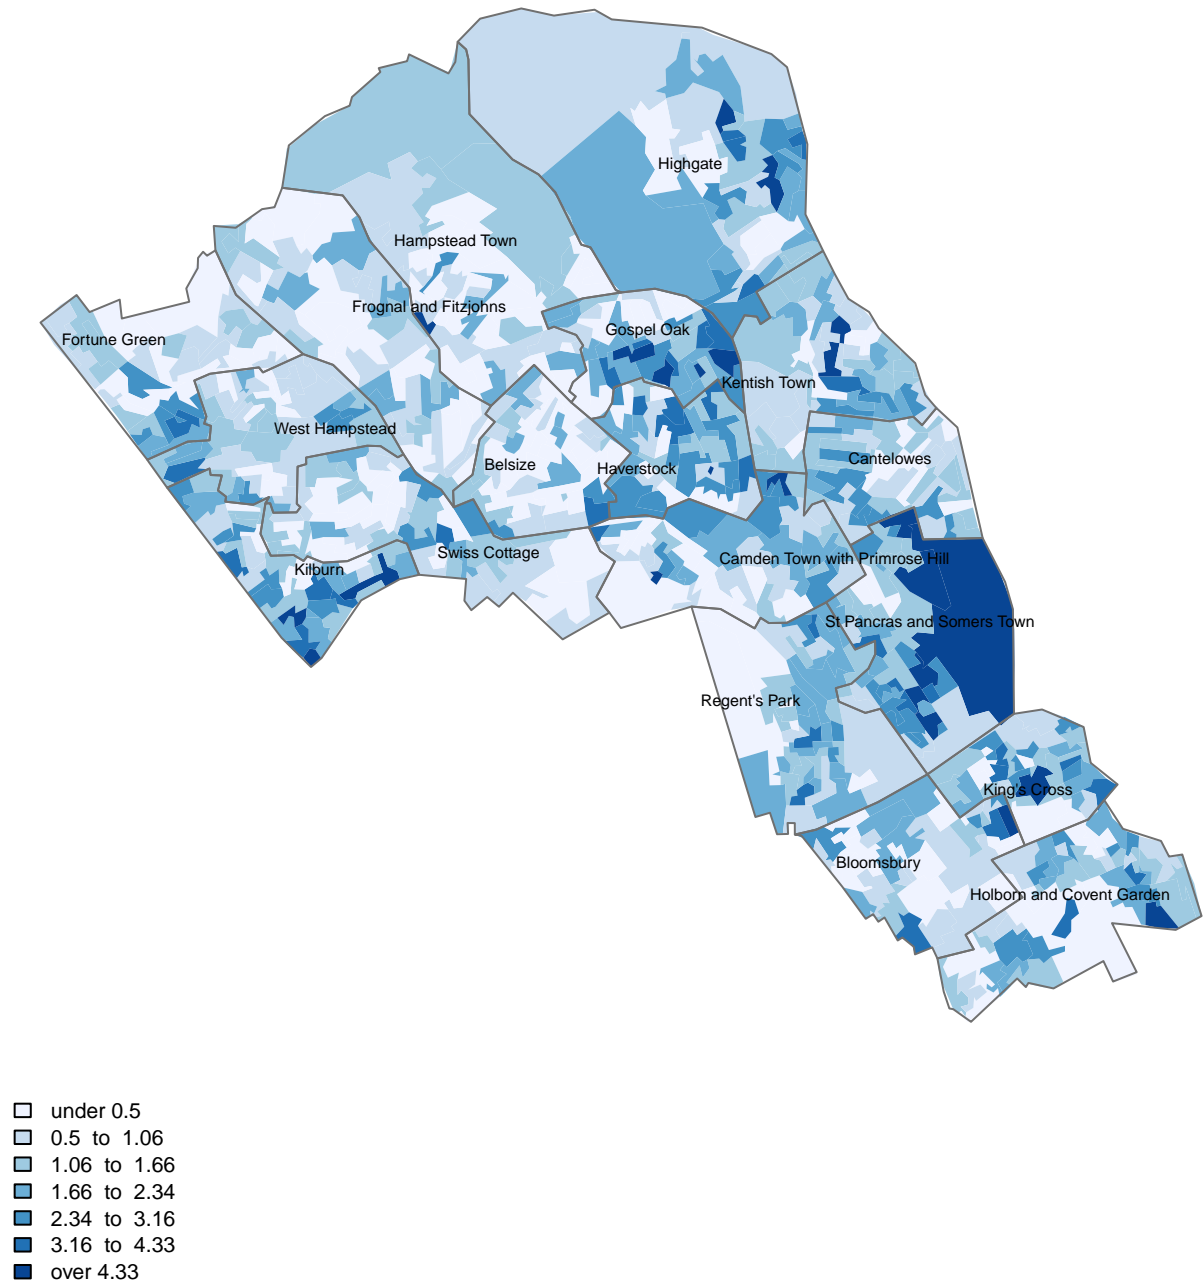 Highgate
Hampstead Town
Frognal and Fitzjohns
Gospel Oak
Fortune Green
Kentish Town
West Hampstead
Cantelowes
Belsize
Haverstock
Swiss Cottage
Camden Town with Primrose Hill
Kilburn
St Pancras and Somers Town
Regent's Park
King's Cross
Bloomsbury
Holborn and Covent Garden
under 0.5
0.5 to 1.06
1.06 to 1.66
1.66 to 2.34
2.34 to 3.16
3.16 to 4.33
over 4.33